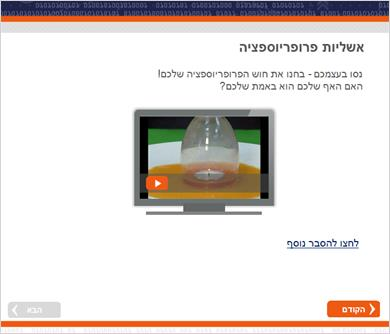 אשליות פרופריוספציה
נסו בעצמכם - בחנו את חוש הפרופריוספציה שלכם!
האם האף שלכם הוא באמת שלכם?
לחצו להסבר נוסף
הקודם
הבא